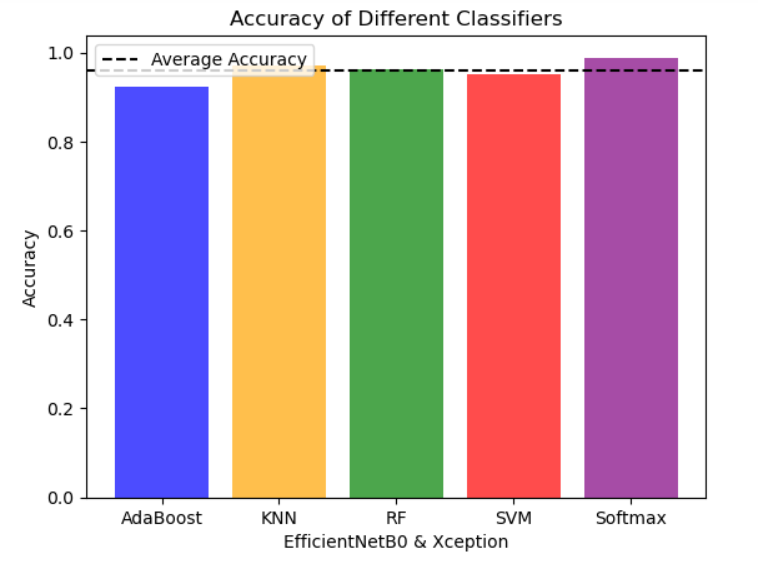 Accuracy of Different Classifiers
Average Accuracy
Accuracy
1.0
0.8
0.6
0.4
0.2
0.0
AdaBoost KNN RF SVM Softmax
EfficientNetB0 & Xception